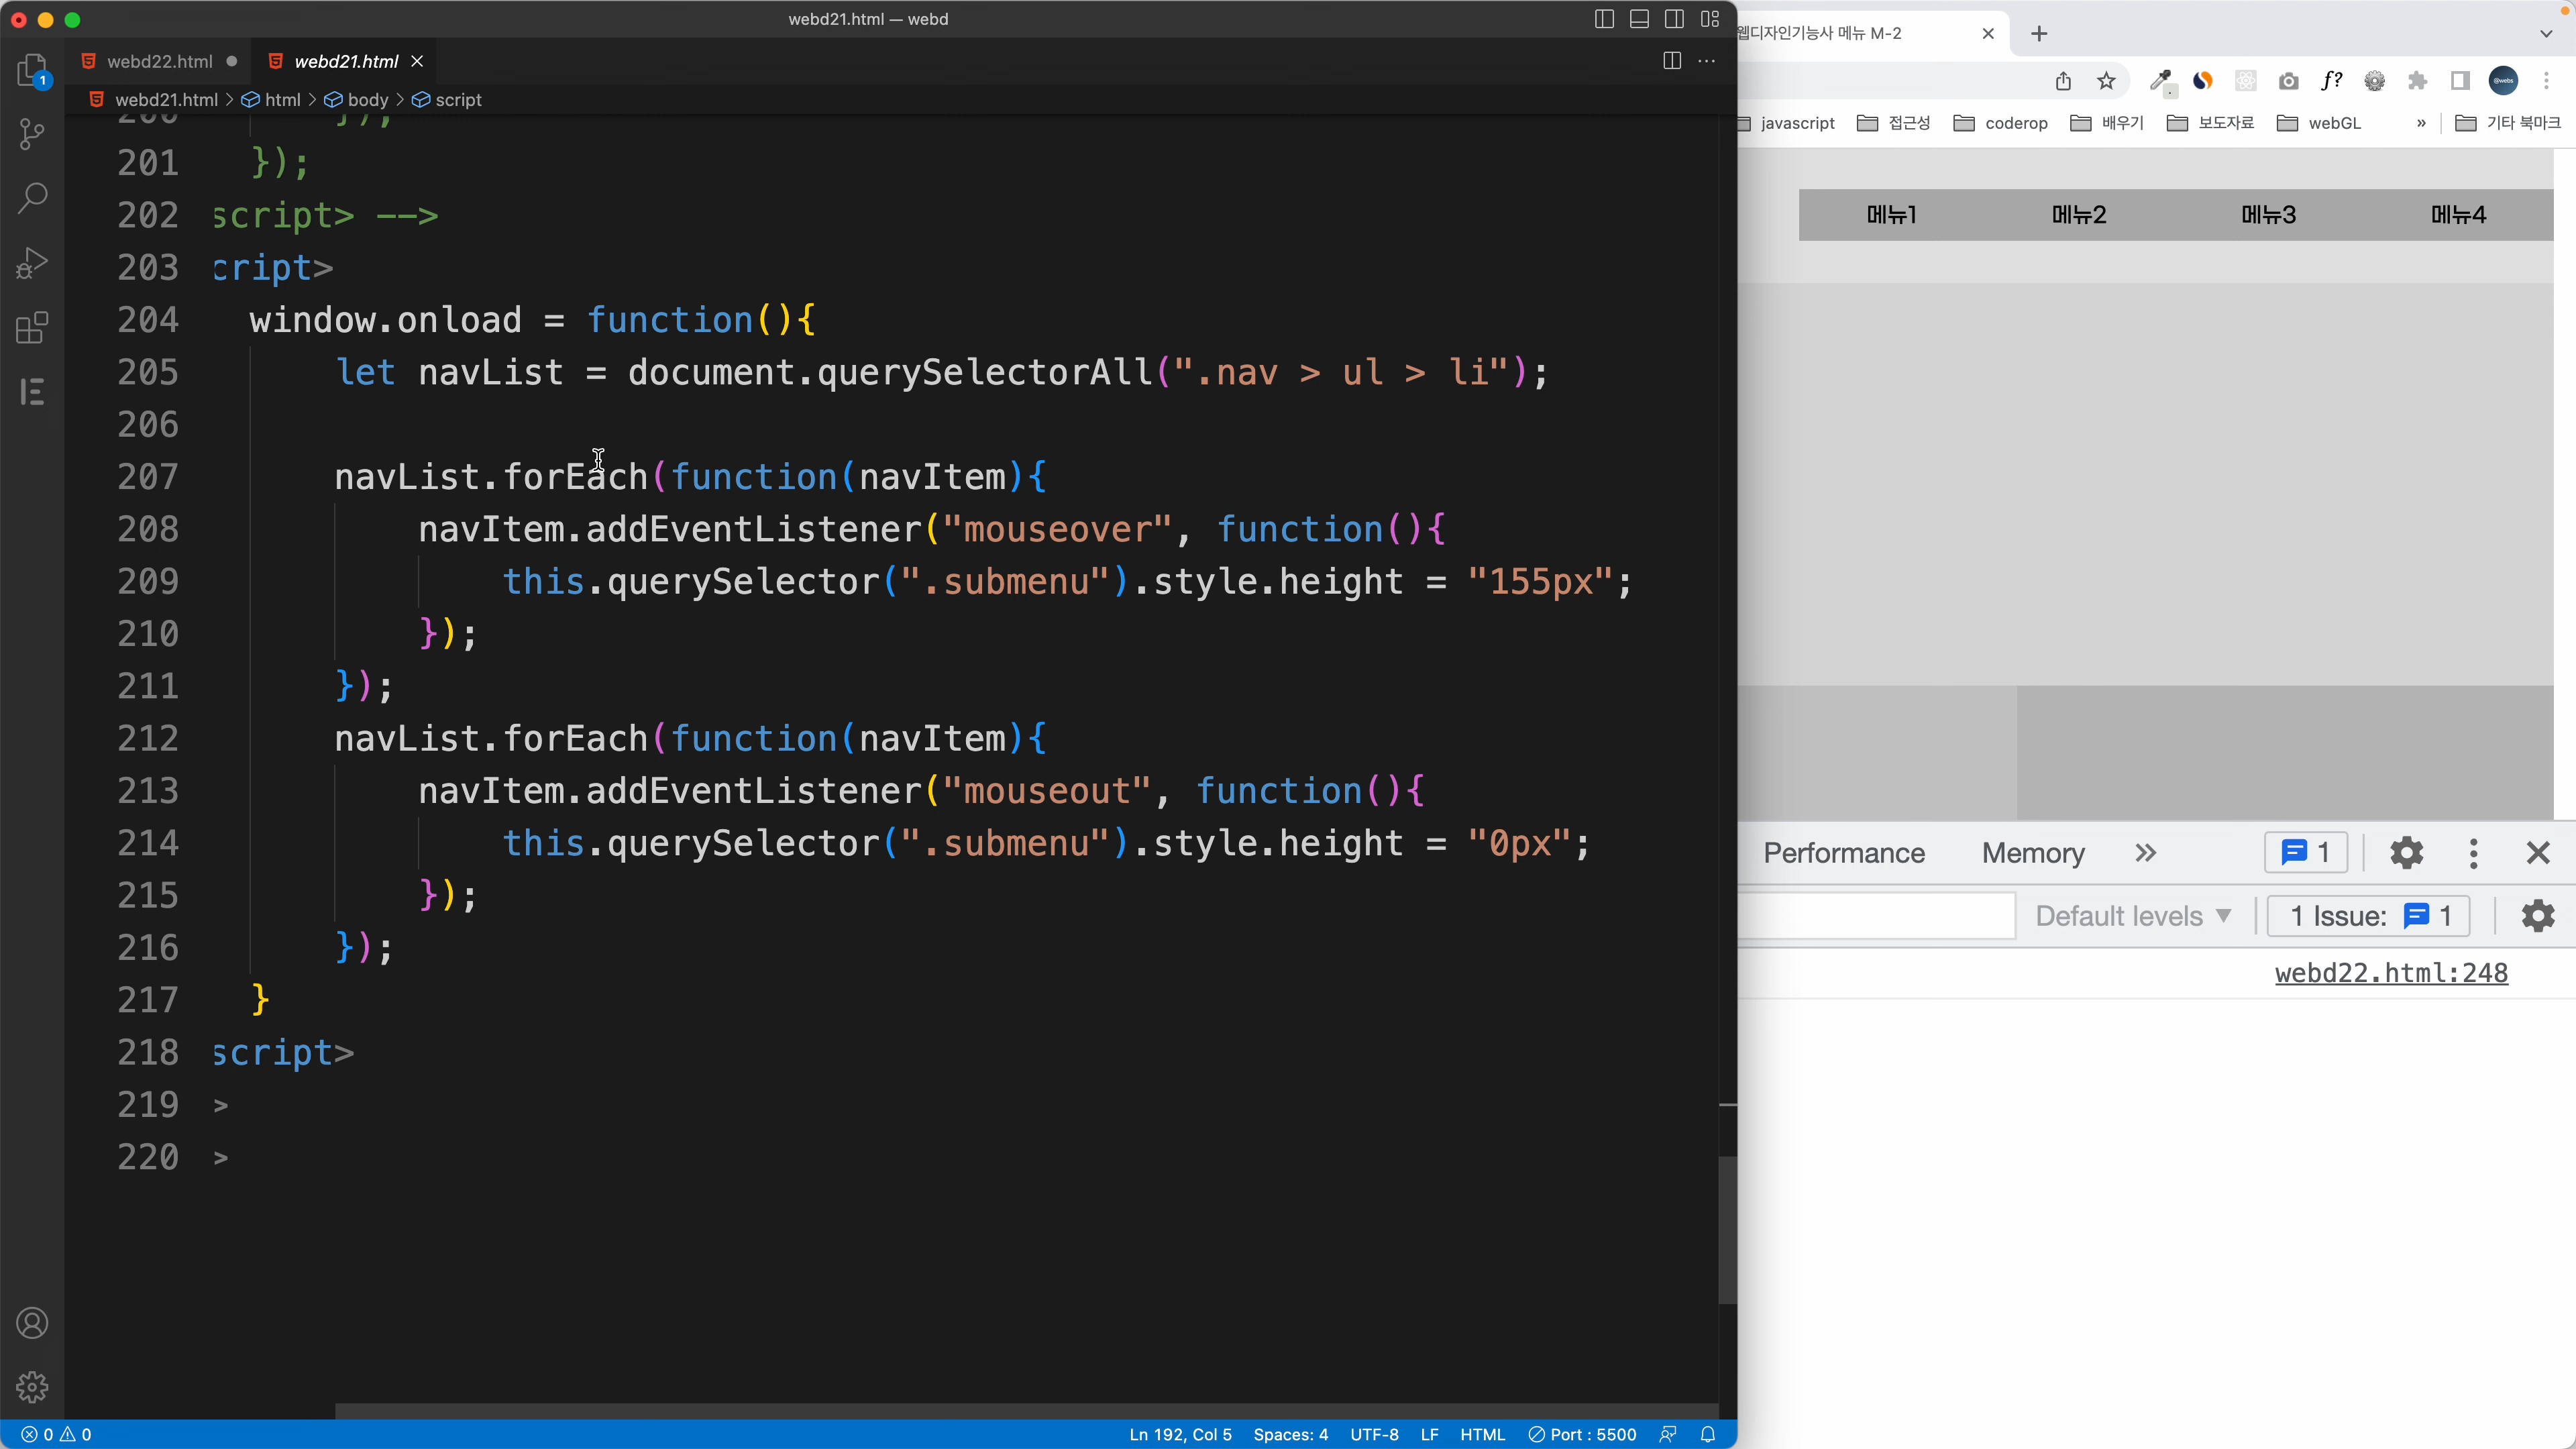 webd21.html — webd
webd22.html
webd21.html
webd21.html > html > body > script
200 });
201 });
202 script> -->
203 cript>
204 window.onload = function(){
205 let navList = document.querySelectorAll(".nav > ul > li");
206
207 navList.forEach(function(navItem){
208 navItem.addEventListener("mouseover", function(){
209 this.querySelector(".submenu").style.height = "155px";
210 });
211 });
212 navList.forEach(function(navItem){
213 navItem.addEventListener("mouseout", function(){
214 this.querySelector(".submenu").style.height = "0px";
215 });
216 });
217 }
218 script>
219 >
220 >
1
0 0
Ln 192, Col 5 Spaces: 4 UTF-8 LF HTML Port : 5500
웹디자인기능사 메뉴 M-2
f?
javascript 접근성 coderop 배우기 보도자료 webGL » 기타 북마크
메뉴1 메뉴2 메뉴3 메뉴4
Performance Memory » 1
Default levels ▼ 1 Issue: 1
webd22.html:248